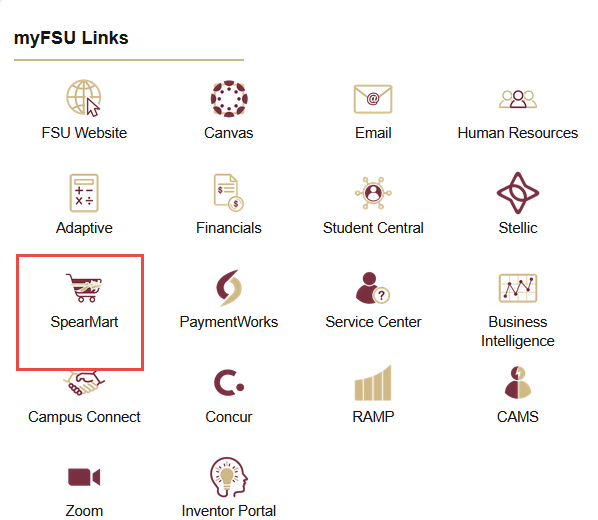 myFSU Links
FSU Website
Canvas
Email
Human Resources
Adaptive
Financials
Student Central
Stellic
SpearMart
PaymentWorks
Service Center
Business
Intelligence
Campus Connect
Concur
RAMP
CAMS
Zoom
Inventor Portal